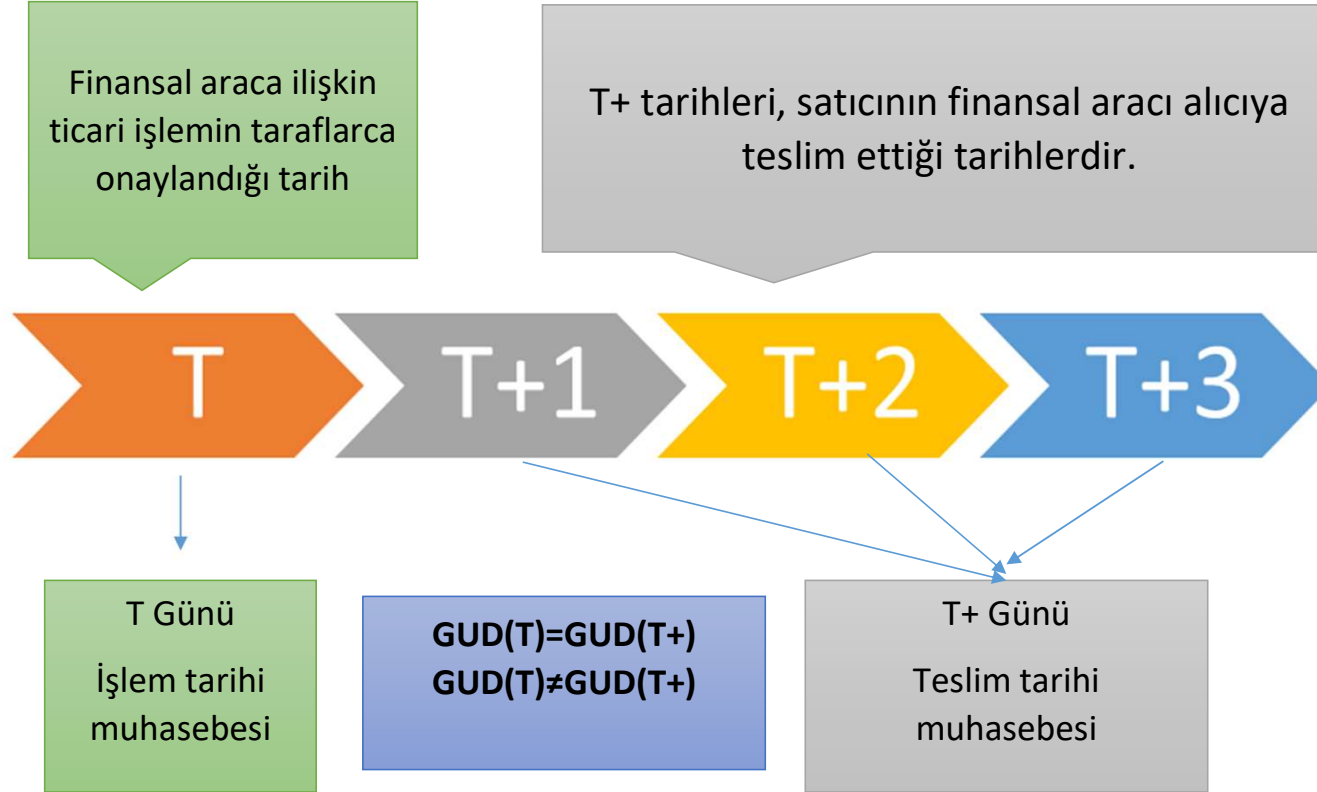 Finansal araca ilişkin
ticari işlemin taraflarca
onaylandığı tarih
T+ tarihleri, satıcının finansal aracı alıcıya
teslim ettiği tarihlerdir.
T
T+1
T+2
T+3
T Günü
İşlem tarihi
muhasebesi
GUD(T)=GUD(T+)
GUD(T)≠GUD(T+)
T+ Günü
Teslim tarihi
muhasebesi